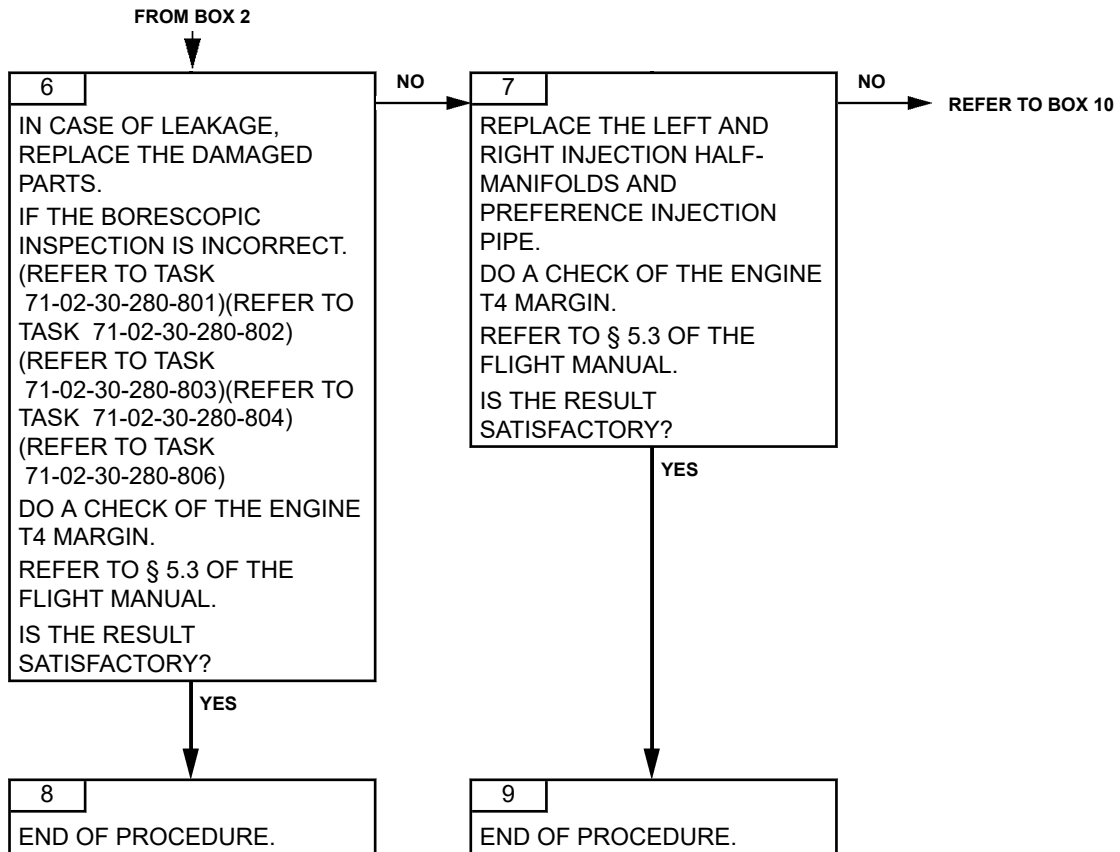 FROM BOX 2
6
IN CASE OF LEAKAGE,
REPLACE THE DAMAGED
PARTS.
IF THE BORESCOPIC
INSPECTION IS INCORRECT.
(REFER TO TASK
71-02-30-280-801)(REFER TO
TASK 71-02-30-280-802)
(REFER TO TASK
71-02-30-280-803)(REFER TO
TASK 71-02-30-280-804)
(REFER TO TASK
71-02-30-280-806)
DO A CHECK OF THE ENGINE
T4 MARGIN.
REFER TO § 5.3 OF THE
FLIGHT MANUAL.
IS THE RESULT
SATISFACTORY?
NO
7
REPLACE THE LEFT AND
RIGHT INJECTION HALF-
MANIFOLDS AND
PREFERENCE INJECTION
PIPE.
DO A CHECK OF THE ENGINE
T4 MARGIN.
REFER TO § 5.3 OF THE
FLIGHT MANUAL.
IS THE RESULT
SATISFACTORY?
NO
REFER TO BOX 10
YES
YES
8
END OF PROCEDURE.
9
END OF PROCEDURE.